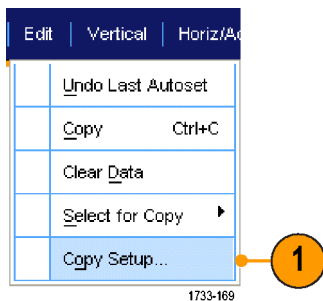 Edit | Vertical | Horiz/Ac
Undo Last Autoset
Copy Ctrl+C
Clear Data
Select for Copy
Copy Setup...
1
1733-169